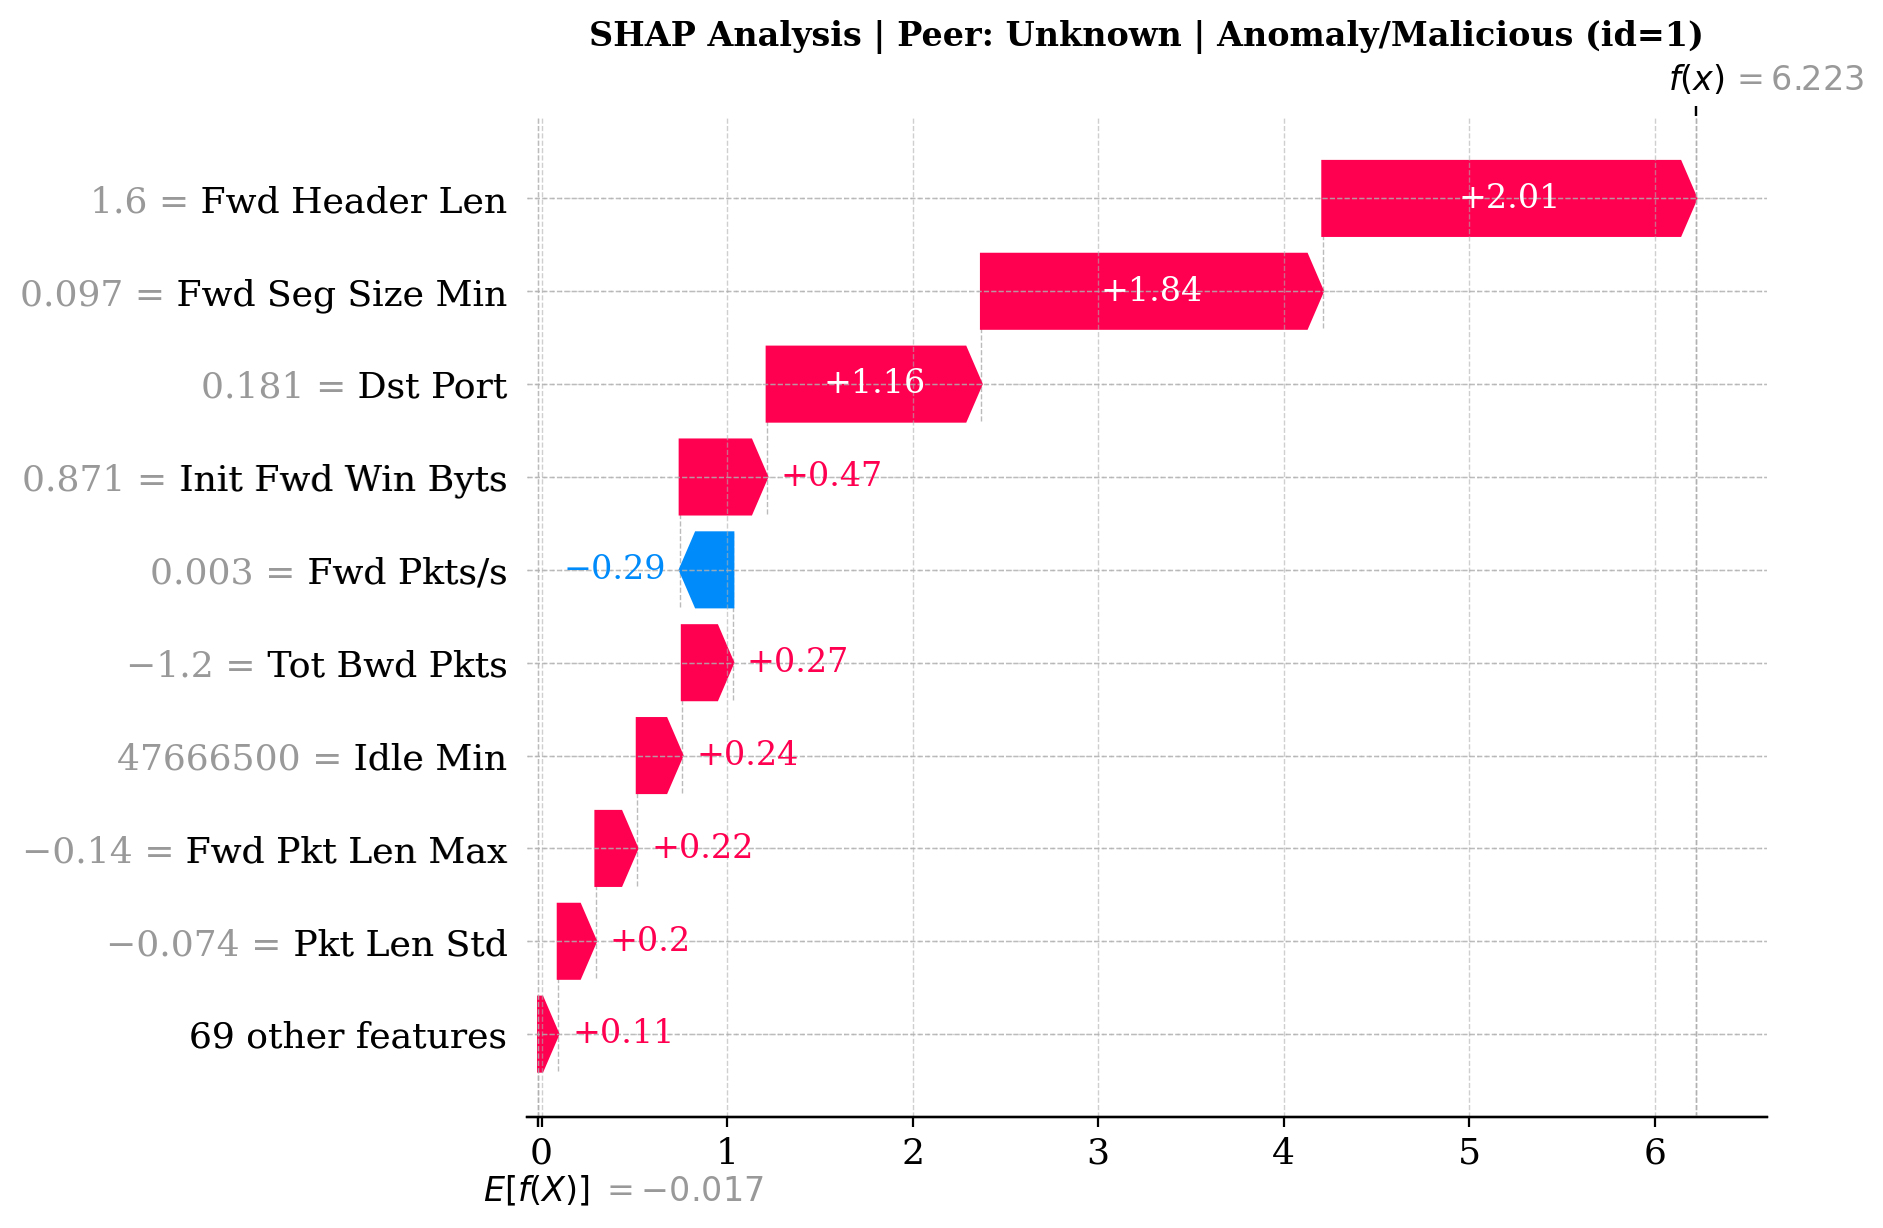 SHAP Analysis | Peer: Unknown | Anomaly/Malicious (id=1)
f(x) = 6.223
1.6 = Fwd Header Len +2.01
0.097 = Fwd Seg Size Min +1.84
0.181 = Dst Port +1.16
0.871 = Init Fwd Win Byts +0.47
0.003 = Fwd Pkts/s −0.29
−1.2 = Tot Bwd Pkts +0.27
47666500 = Idle Min +0.24
−0.14 = Fwd Pkt Len Max +0.22
−0.074 = Pkt Len Std +0.2
69 other features +0.11
0 1 2 3 4 5 6
E[f(X)] = −0.017